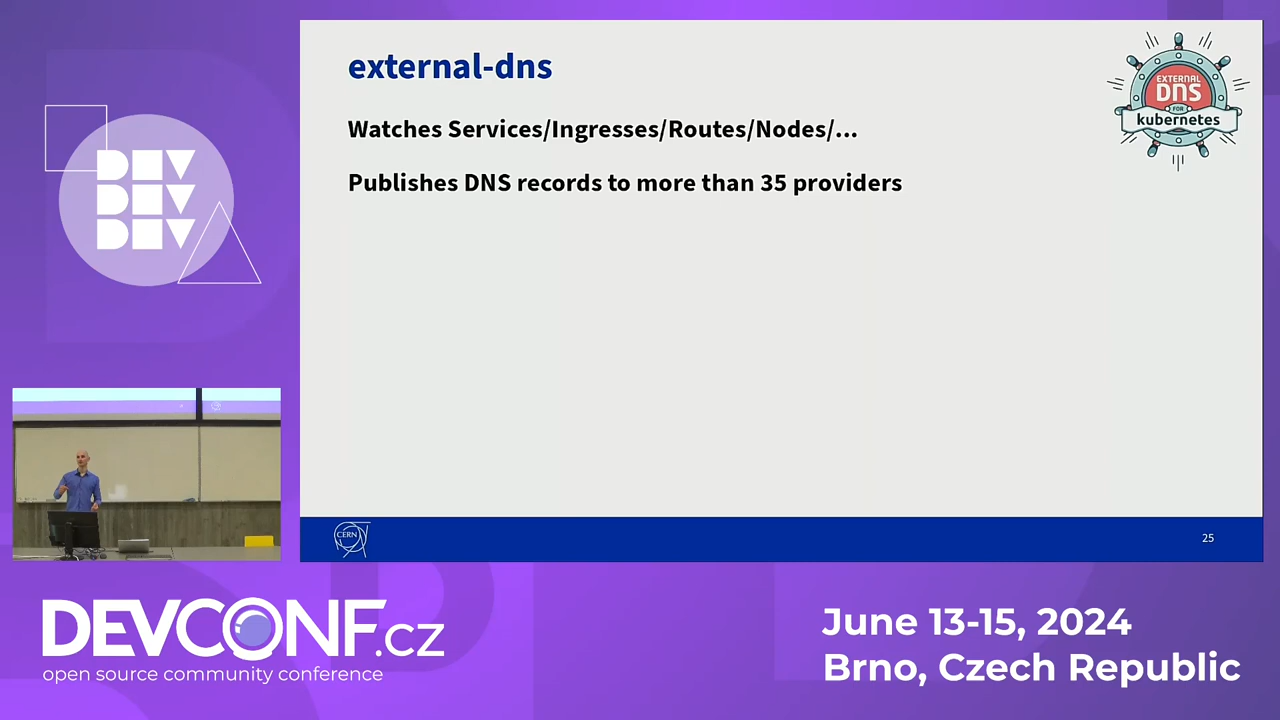 external-dns
Watches Services/Ingresses/Routes/Nodes/...
Publishes DNS records to more than 35 providers
EXTERNAL
DNS
FOR
kubernetes
DEV
DEV
DEV
CERN
25
DEVCONF.cz
open source community conference
June 13-15, 2024
Brno, Czech Republic